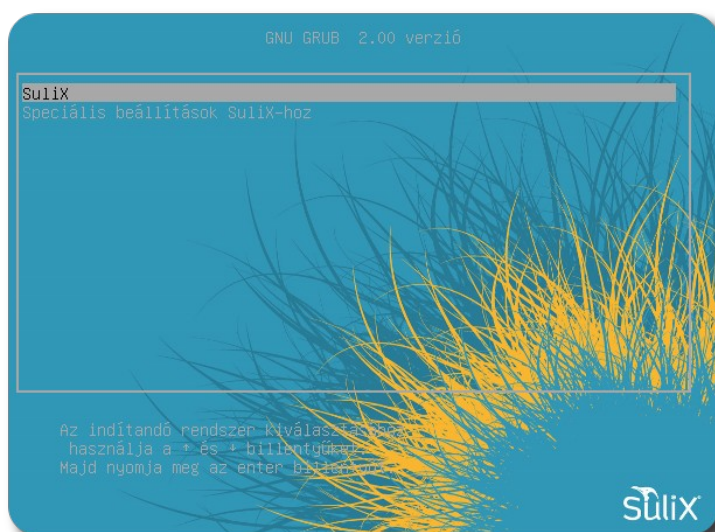 GNU GRUB 2.00 verzió
SuliX
Speciális beállítások SuliX-hoz
Az indítandó rendszer kiválasztásához
használja a ↑ és ↓ billentyűket.
Majd nyomja meg az enter
SuliX